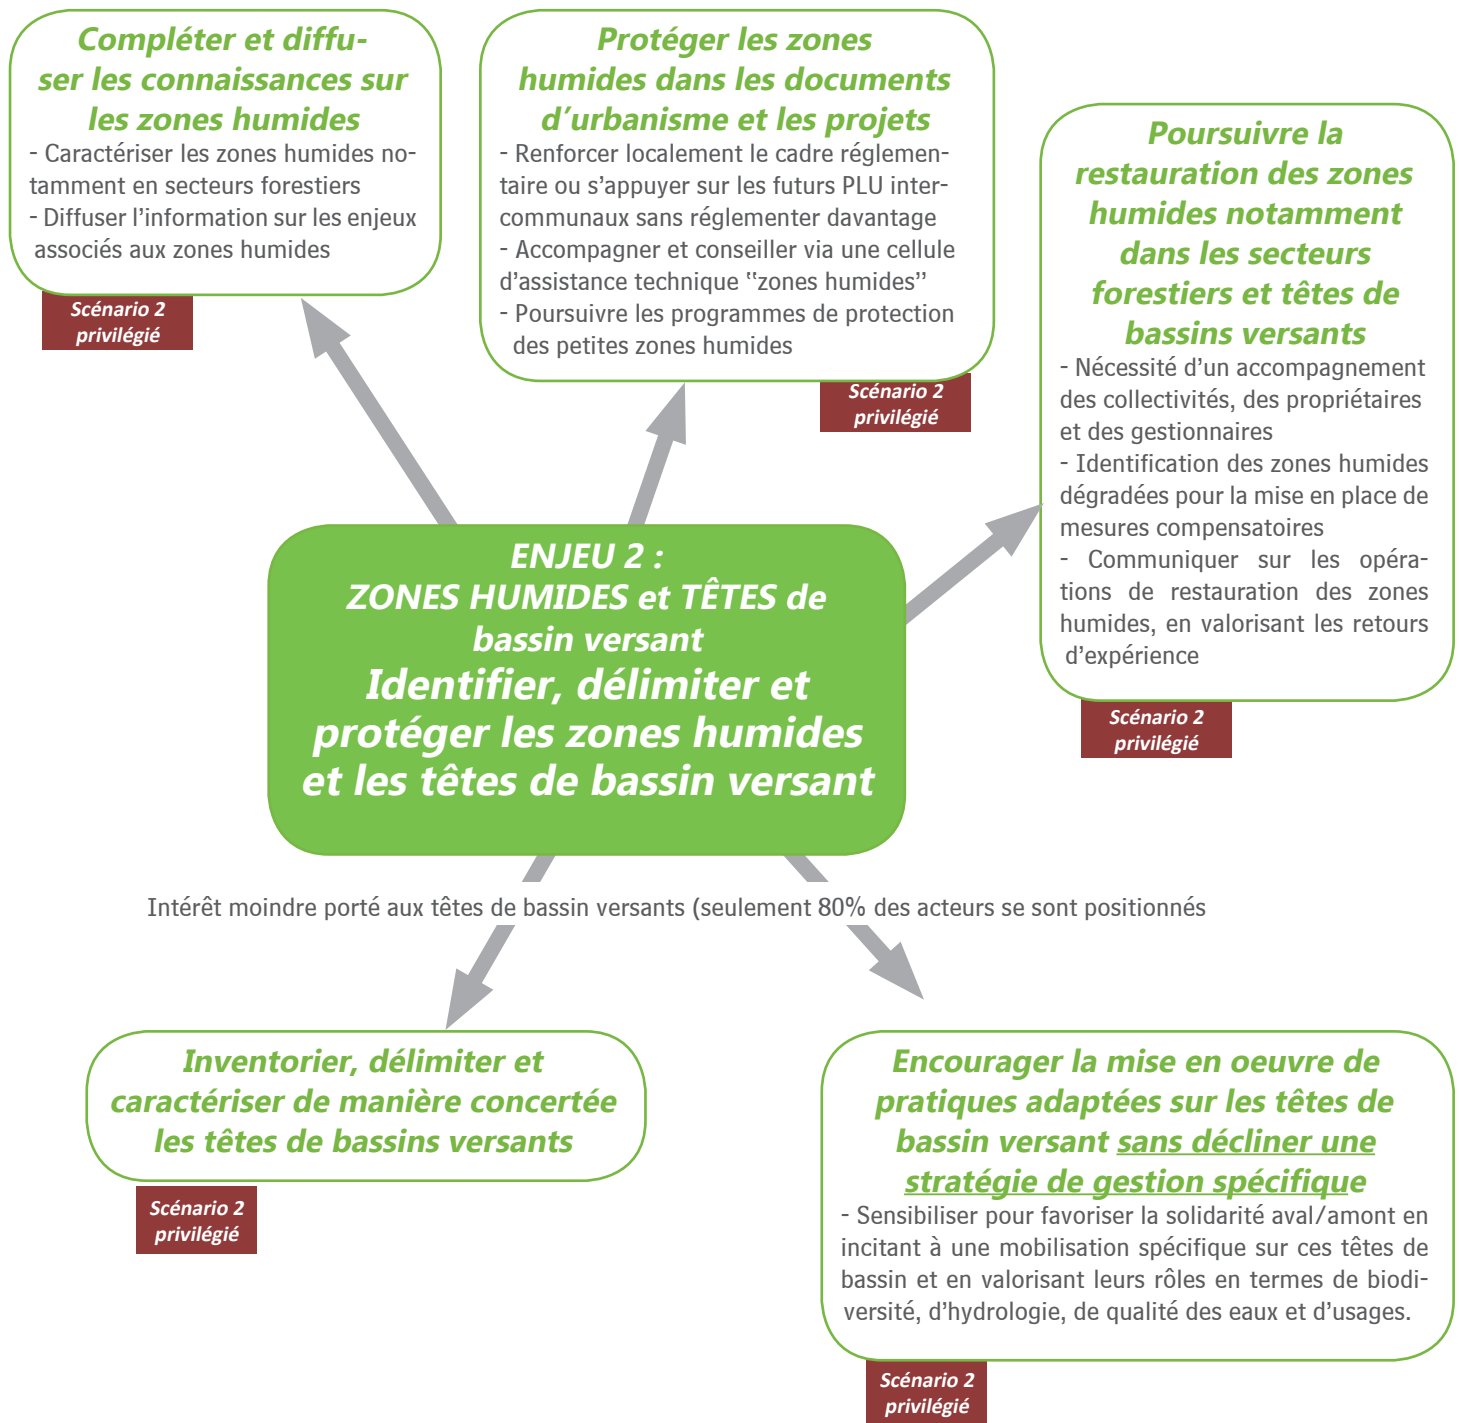 Compléter et diffu-
ser les connaissances sur
les zones humides
- Caractériser les zones humides no-
tamment en secteurs forestiers
- Diffuser l’information sur les enjeux
associés aux zones humides
Scénario 2
privilégié
Protéger les zones
humides dans les documents
d’urbanisme et les projets
- Renforcer localement le cadre réglemen-
taire ou s’appuyer sur les futurs PLU inter-
communaux sans réglementer davantage
- Accompagner et conseiller via une cellule
d’assistance technique “zones humides”
- Poursuivre les programmes de protection
des petites zones humides
Scénario 2
privilégié
Poursuivre la
restauration des zones
humides notamment
dans les secteurs
forestiers et têtes de
bassins versants
- Nécessité d’un accompagnement
des collectivités, des propriétaires
et des gestionnaires
- Identification des zones humides
dégradées pour la mise en place de
mesures compensatoires
- Communiquer sur les opéra-
tions de restauration des zones
humides, en valorisant les retours
d’expérience
Scénario 2
privilégié
ENJEU 2 :
ZONES HUMIDES et TÊTES de
bassin versant
Identifier, délimiter et
protéger les zones humides
et les têtes de bassin versant
Intérêt moindre porté aux têtes de bassin versants (seulement 80% des acteurs se sont positionnés
Inventorier, délimiter et
caractériser de manière concertée
les têtes de bassins versants
Scénario 2
privilégié
Encourager la mise en oeuvre de
pratiques adaptées sur les têtes de
bassin versant sans décliner une
stratégie de gestion spécifique
- Sensibiliser pour favoriser la solidarité aval/amont en
incitant à une mobilisation spécifique sur ces têtes de
bassin et en valorisant leurs rôles en termes de biodi-
versité, d’hydrologie, de qualité des eaux et d’usages.
Scénario 2
privilégié